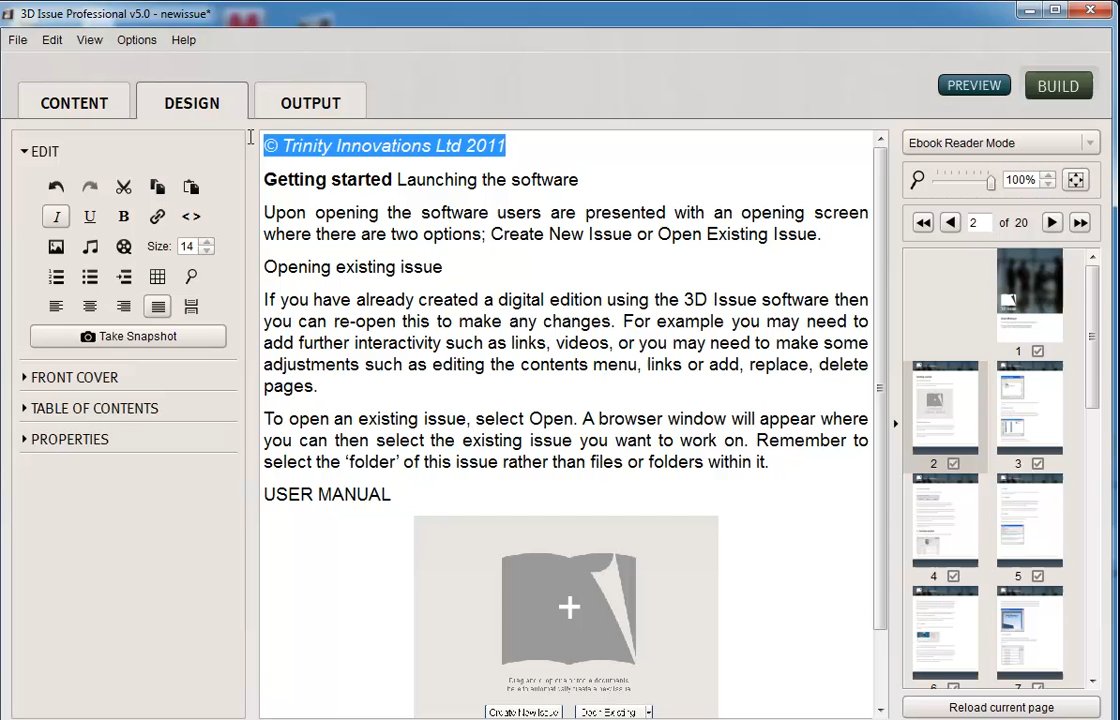 3D Issue Professional v5.0 - newissue*
File Edit View Options Help
CONTENT DESIGN OUTPUT PREVIEW BUILD
EDIT
Size: 14
Take Snapshot
FRONT COVER
TABLE OF CONTENTS
PROPERTIES
© Trinity Innovations Ltd 2011
Getting started Launching the software
Upon opening the software users are presented with an opening screen
where there are two options; Create New Issue or Open Existing Issue.
Opening existing issue
If you have already created a digital edition using the 3D Issue software then
you can re-open this to make any changes. For example you may need to
add further interactivity such as links, videos, or you may need to make some
adjustments such as editing the contents menu, links or add, replace, delete
pages.
To open an existing issue, select Open. A browser window will appear where
you can then select the existing issue you want to work on. Remember to
select the ‘folder’ of this issue rather than files or folders within it.
USER MANUAL
Create New Issue Open Existing
Ebook Reader Mode
100%
2 of 20
1
2 3
4 5
6 7
Reload current page